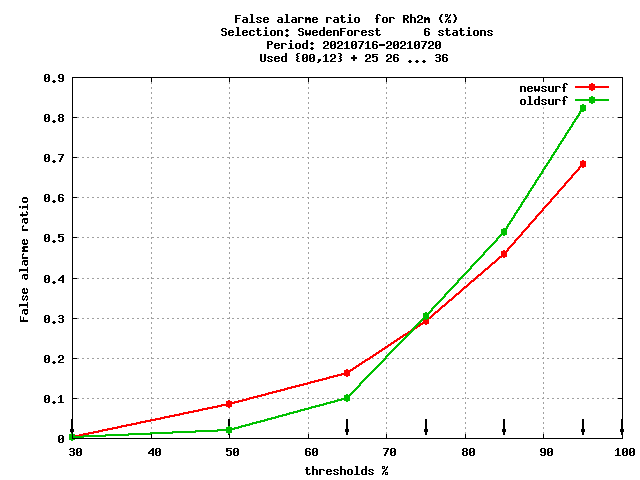 False alarme ratio  for Rh2m (%)
Selection: SwedenForest      6 stations
Period: 20210716-20210720
Used {00,12} + 25 26 ... 36
newsurf
oldsurf
0.9
0.8
0.7
0.6
0.5
0.4
0.3
0.2
0.1
0
False alarme ratio
30 40 50 60 70 80 90 100
thresholds %